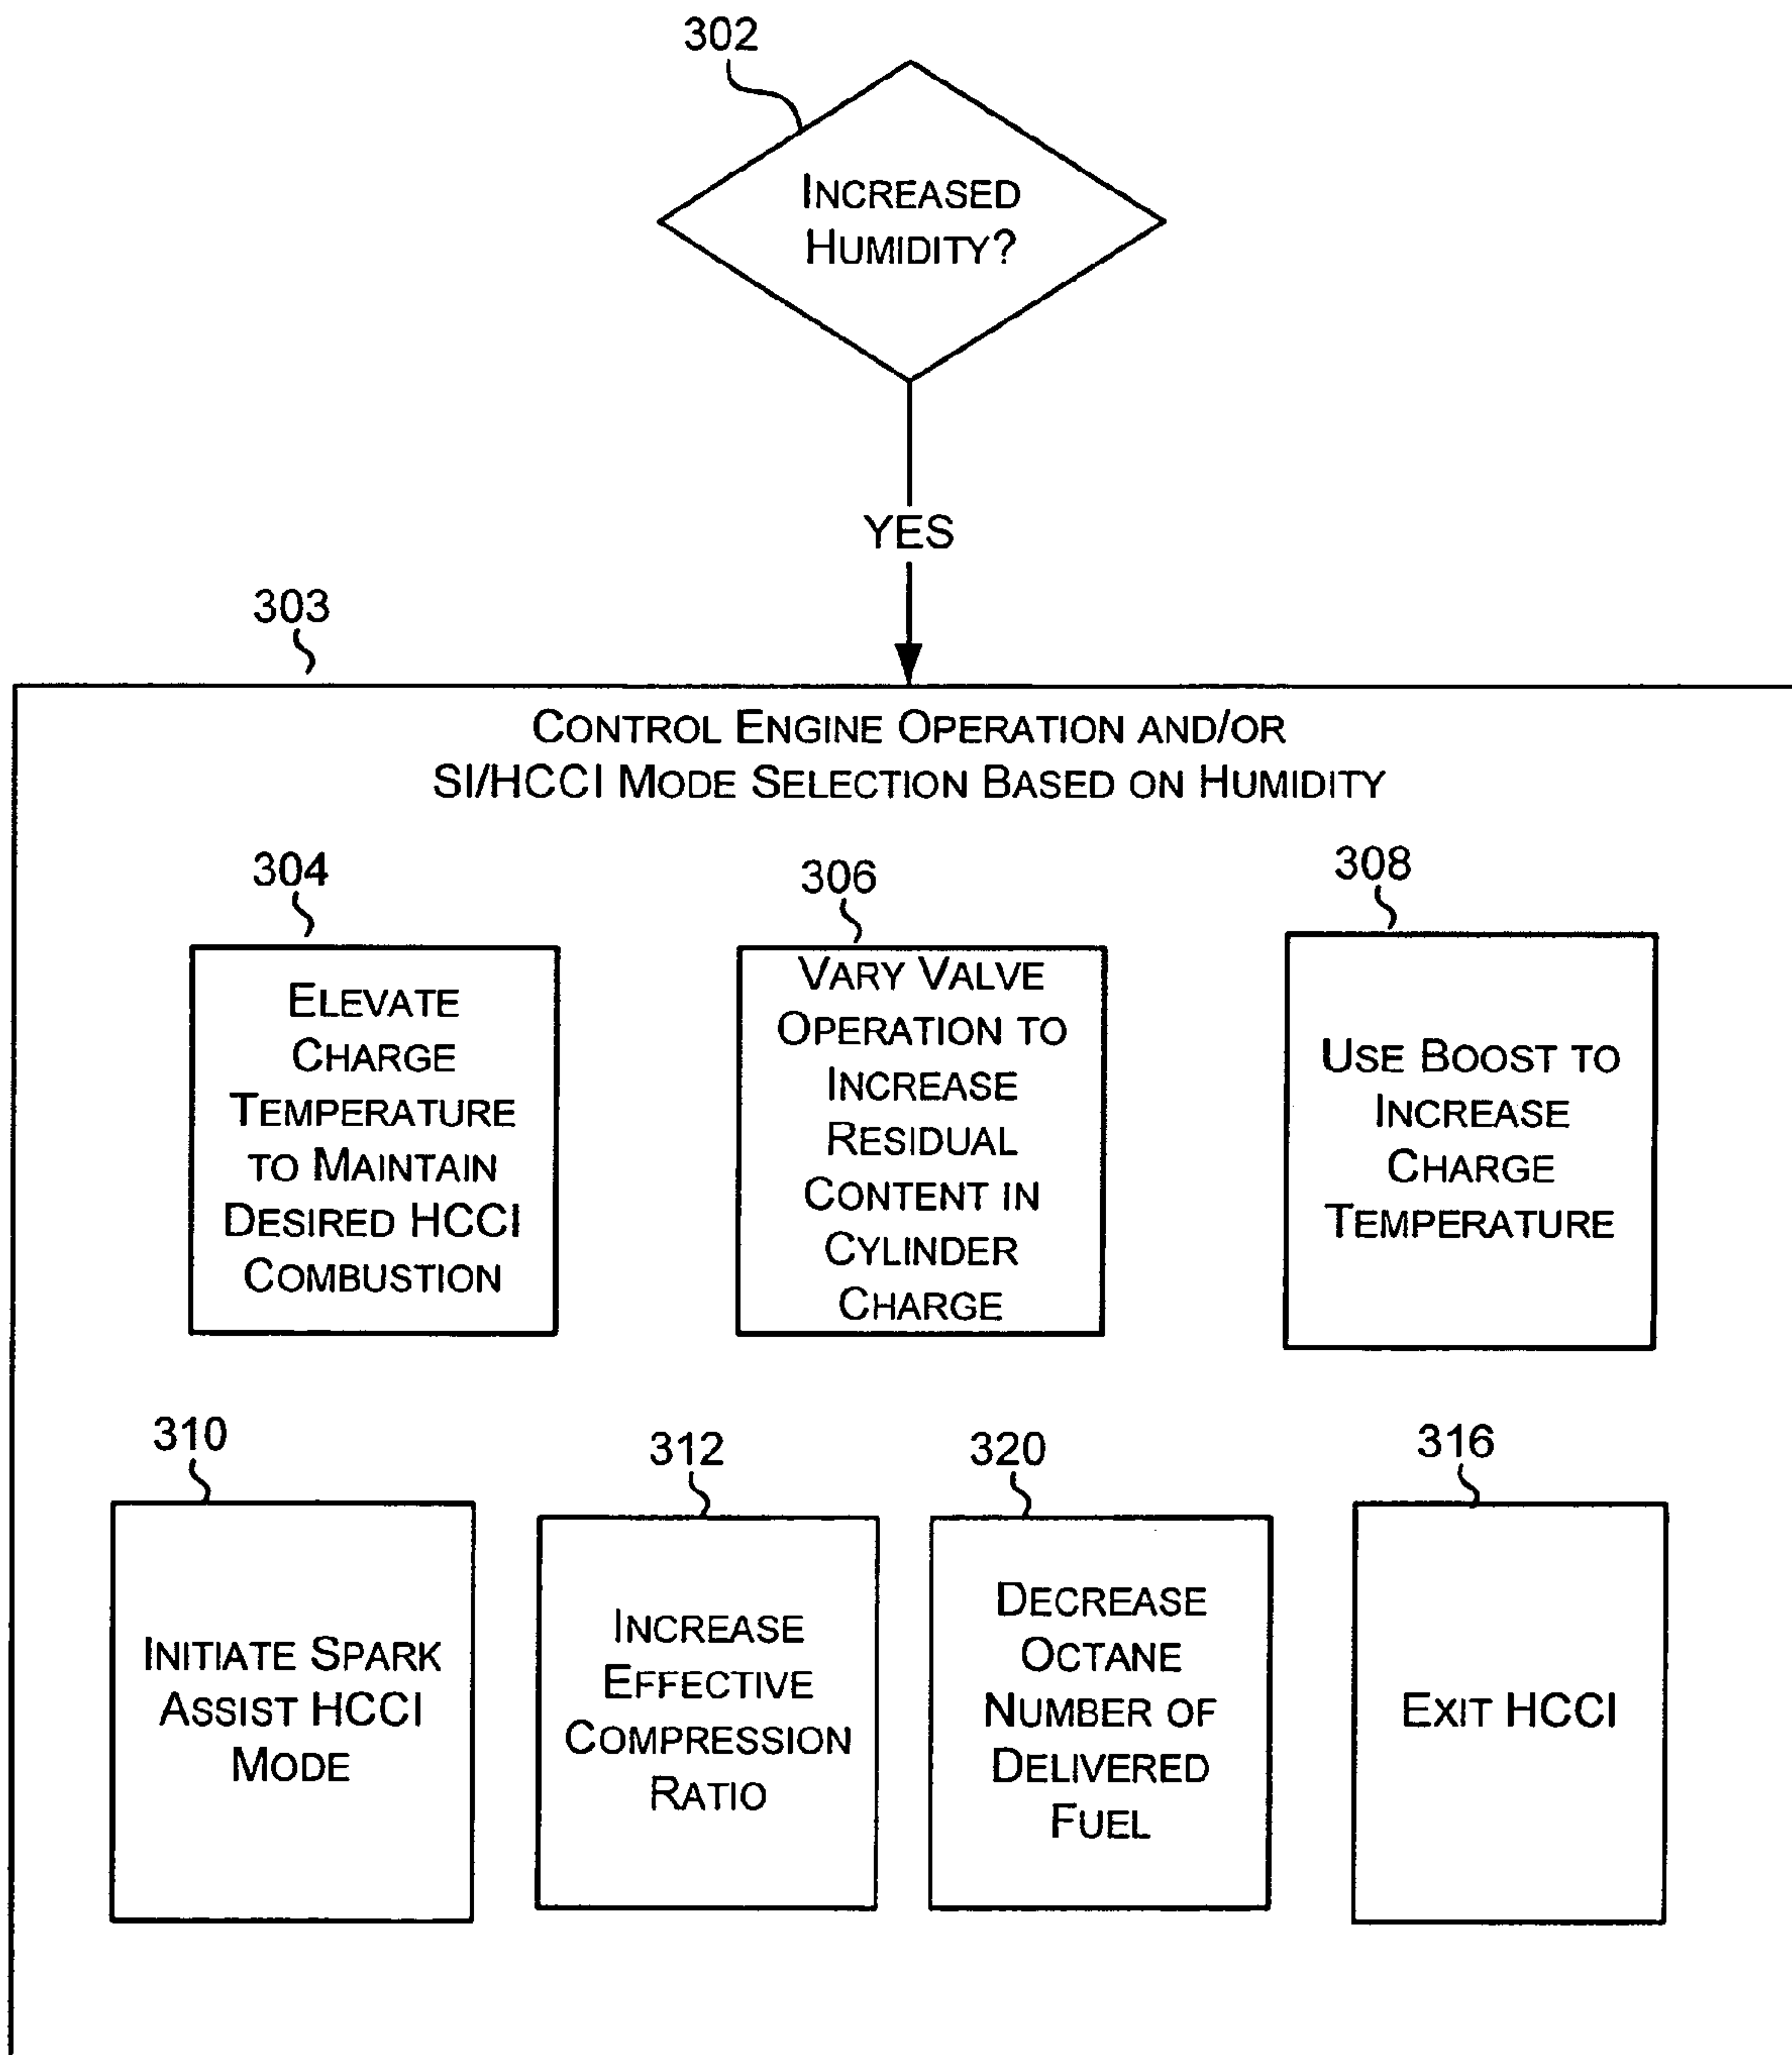 302
INCREASED
HUMIDITY?
YES
303
CONTROL ENGINE OPERATION AND/OR
SI/HCCI MODE SELECTION BASED ON HUMIDITY
304
ELEVATE
CHARGE
TEMPERATURE
TO MAINTAIN
DESIRED HCCI
COMBUSTION
306
VARY VALVE
OPERATION TO
INCREASE
RESIDUAL
CONTENT IN
CYLINDER
CHARGE
308
USE BOOST TO
INCREASE
CHARGE
TEMPERATURE
310
INITIATE SPARK
ASSIST HCCI
MODE
312
INCREASE
EFFECTIVE
COMPRESSION
RATIO
320
DECREASE
OCTANE
NUMBER OF
DELIVERED
FUEL
316
EXIT HCCI